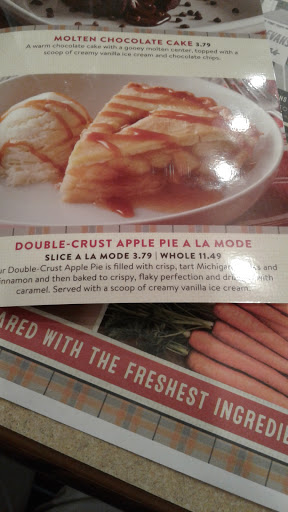 MOLTEN CHOCOLATE CAKE 3.79
A warm chocolate cake with a gooey molten center, topped with a
scoop of creamy vanilla ice cream and chocolate chips.
DOUBLE-CRUST APPLE PIE A LA MODE
SLICE A LA MODE 3.79 | WHOLE 11.49
ur Double-Crust Apple Pie is filled with crisp, tart Michigan
innamon and then baked to crispy, flaky perfection and with
caramel. Served with a scoop of creamy vanilla ice cream.
ARED WITH THE FRESHEST INGREDIE